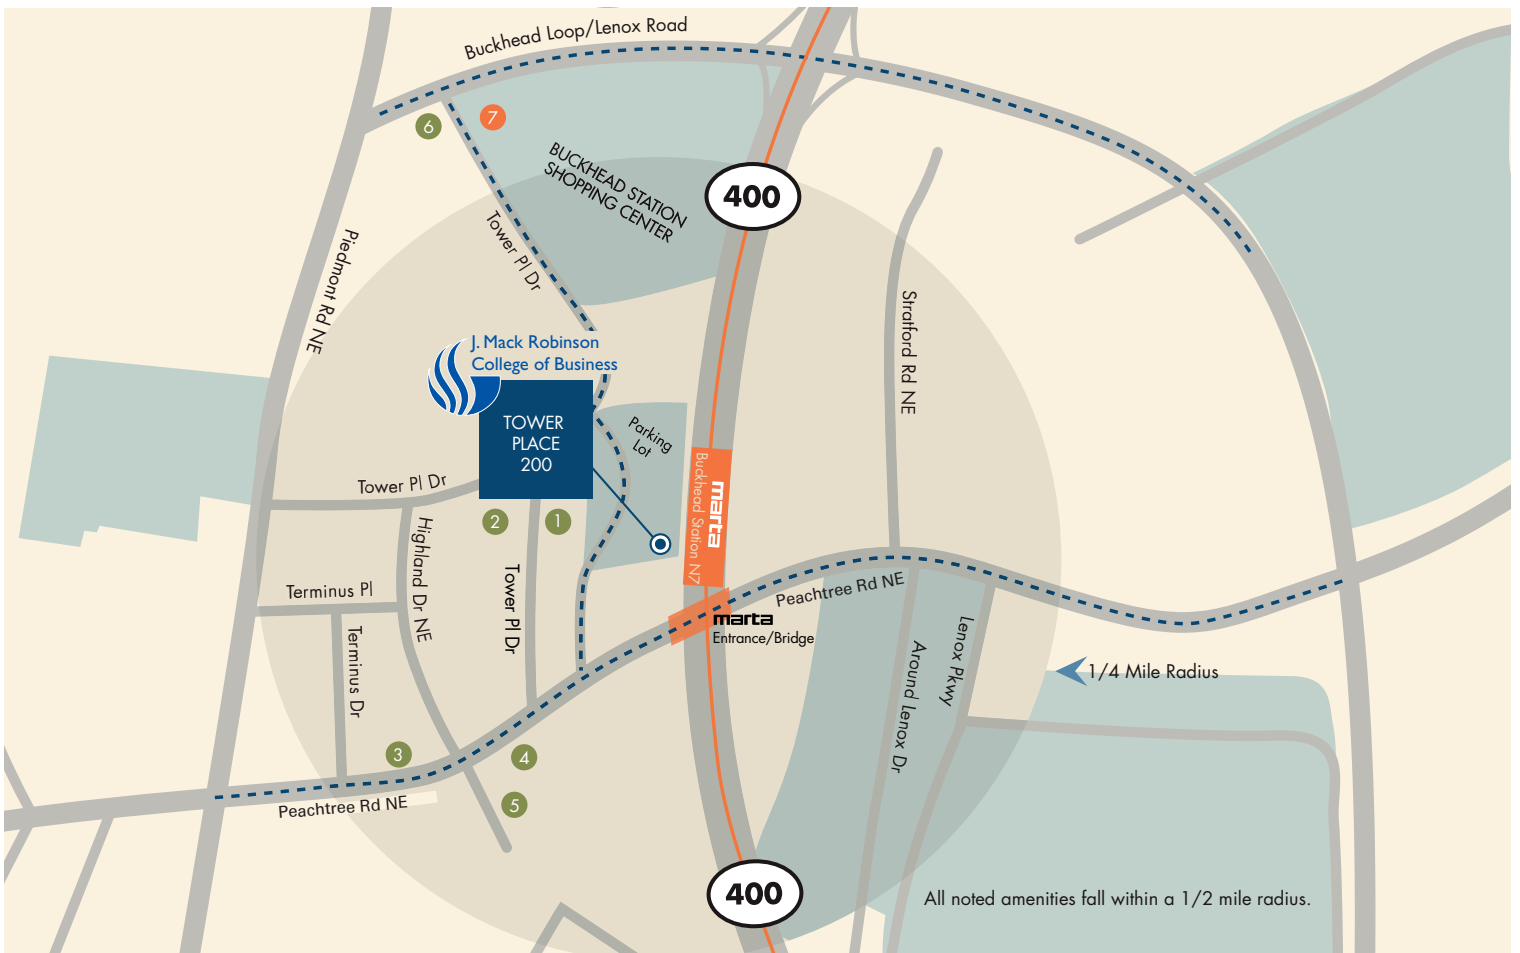 Buckhead Loop/Lenox Road
6
7
BUCKHEAD STATION
SHOPPING CENTER
400
Tower Pl Dr
Piedmont Rd NE
Stratford Rd NE
J. Mack Robinson
College of Business
TOWER
PLACE
200
Parking
Lot
marta
Buckhead Station N7
Tower Pl Dr
2
1
Highland Dr NE
Tower Pl Dr
Terminus Pl
Terminus Dr
Peachtree Rd NE
marta
Entrance/Bridge
Lenox Pkwy
Around Lenox Dr
1/4 Mile Radius
3
4
5
Peachtree Rd NE
400
All noted amenities fall within a 1/2 mile radius.